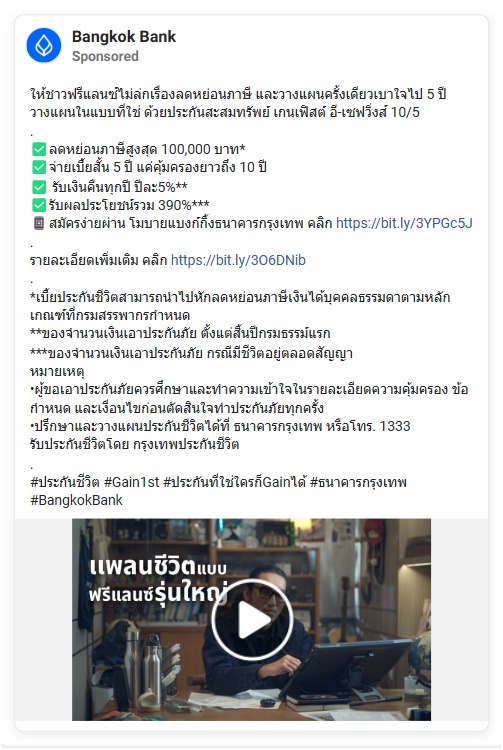 Bangkok Bank
Sponsored
ให้ชาวฟรีแลนซ์ไม่ล่กเรื่องลดหย่อนภาษี และวางแผนครั้งเดียวเบาใจไป 5 ปี
วางแผนในแบบที่ใช่ ด้วยประกันสะสมทรัพย์ เกนเฟิสต์ อี-เซฟวิ่งส์ 10/5
.
✅ลดหย่อนภาษีสูงสุด 100,000 บาท*
✅จ่ายเบี้ยสั้น 5 ปี แต่คุ้มครองยาวถึง 10 ปี
✅ รับเงินคืนทุกปี ปีละ5%**
✅รับผลประโยชน์รวม 390%***
📱สมัครง่ายผ่าน โมบายแบงก์กิ้งธนาคารกรุงเทพ คลิก https://bit.ly/3YPGc5J
.
รายละเอียดเพิ่มเติม คลิก https://bit.ly/3O6DNib
.
*เบี้ยประกันชีวิตสามารถนำไปหักลดหย่อนภาษีเงินได้บุคคลธรรมดาตามหลัก
เกณฑ์ที่กรมสรรพากรกำหนด
**ของจำนวนเงินเอาประกันภัย ตั้งแต่สิ้นปีกรมธรรม์แรก
***ของจำนวนเงินเอาประกันภัย กรณีมีชีวิตอยู่ตลอดสัญญา
หมายเหตุ
•ผู้ขอเอาประกันภัยควรศึกษาและทำความเข้าใจในรายละเอียดความคุ้มครอง ข้อ
กำหนด และเงื่อนไขก่อนตัดสินใจทำประกันภัยทุกครั้ง
•ปรึกษาและวางแผนประกันชีวิตได้ที่ ธนาคารกรุงเทพ หรือโทร. 1333
รับประกันชีวิตโดย กรุงเทพประกันชีวิต
.
#ประกันชีวิต #Gain1st #ประกันที่ใช่ใครก็Gainได้ #ธนาคารกรุงเทพ
#BangkokBank
แพลนชีวิตแบบ
ฟรีแลนซ์รุ่นใหญ่